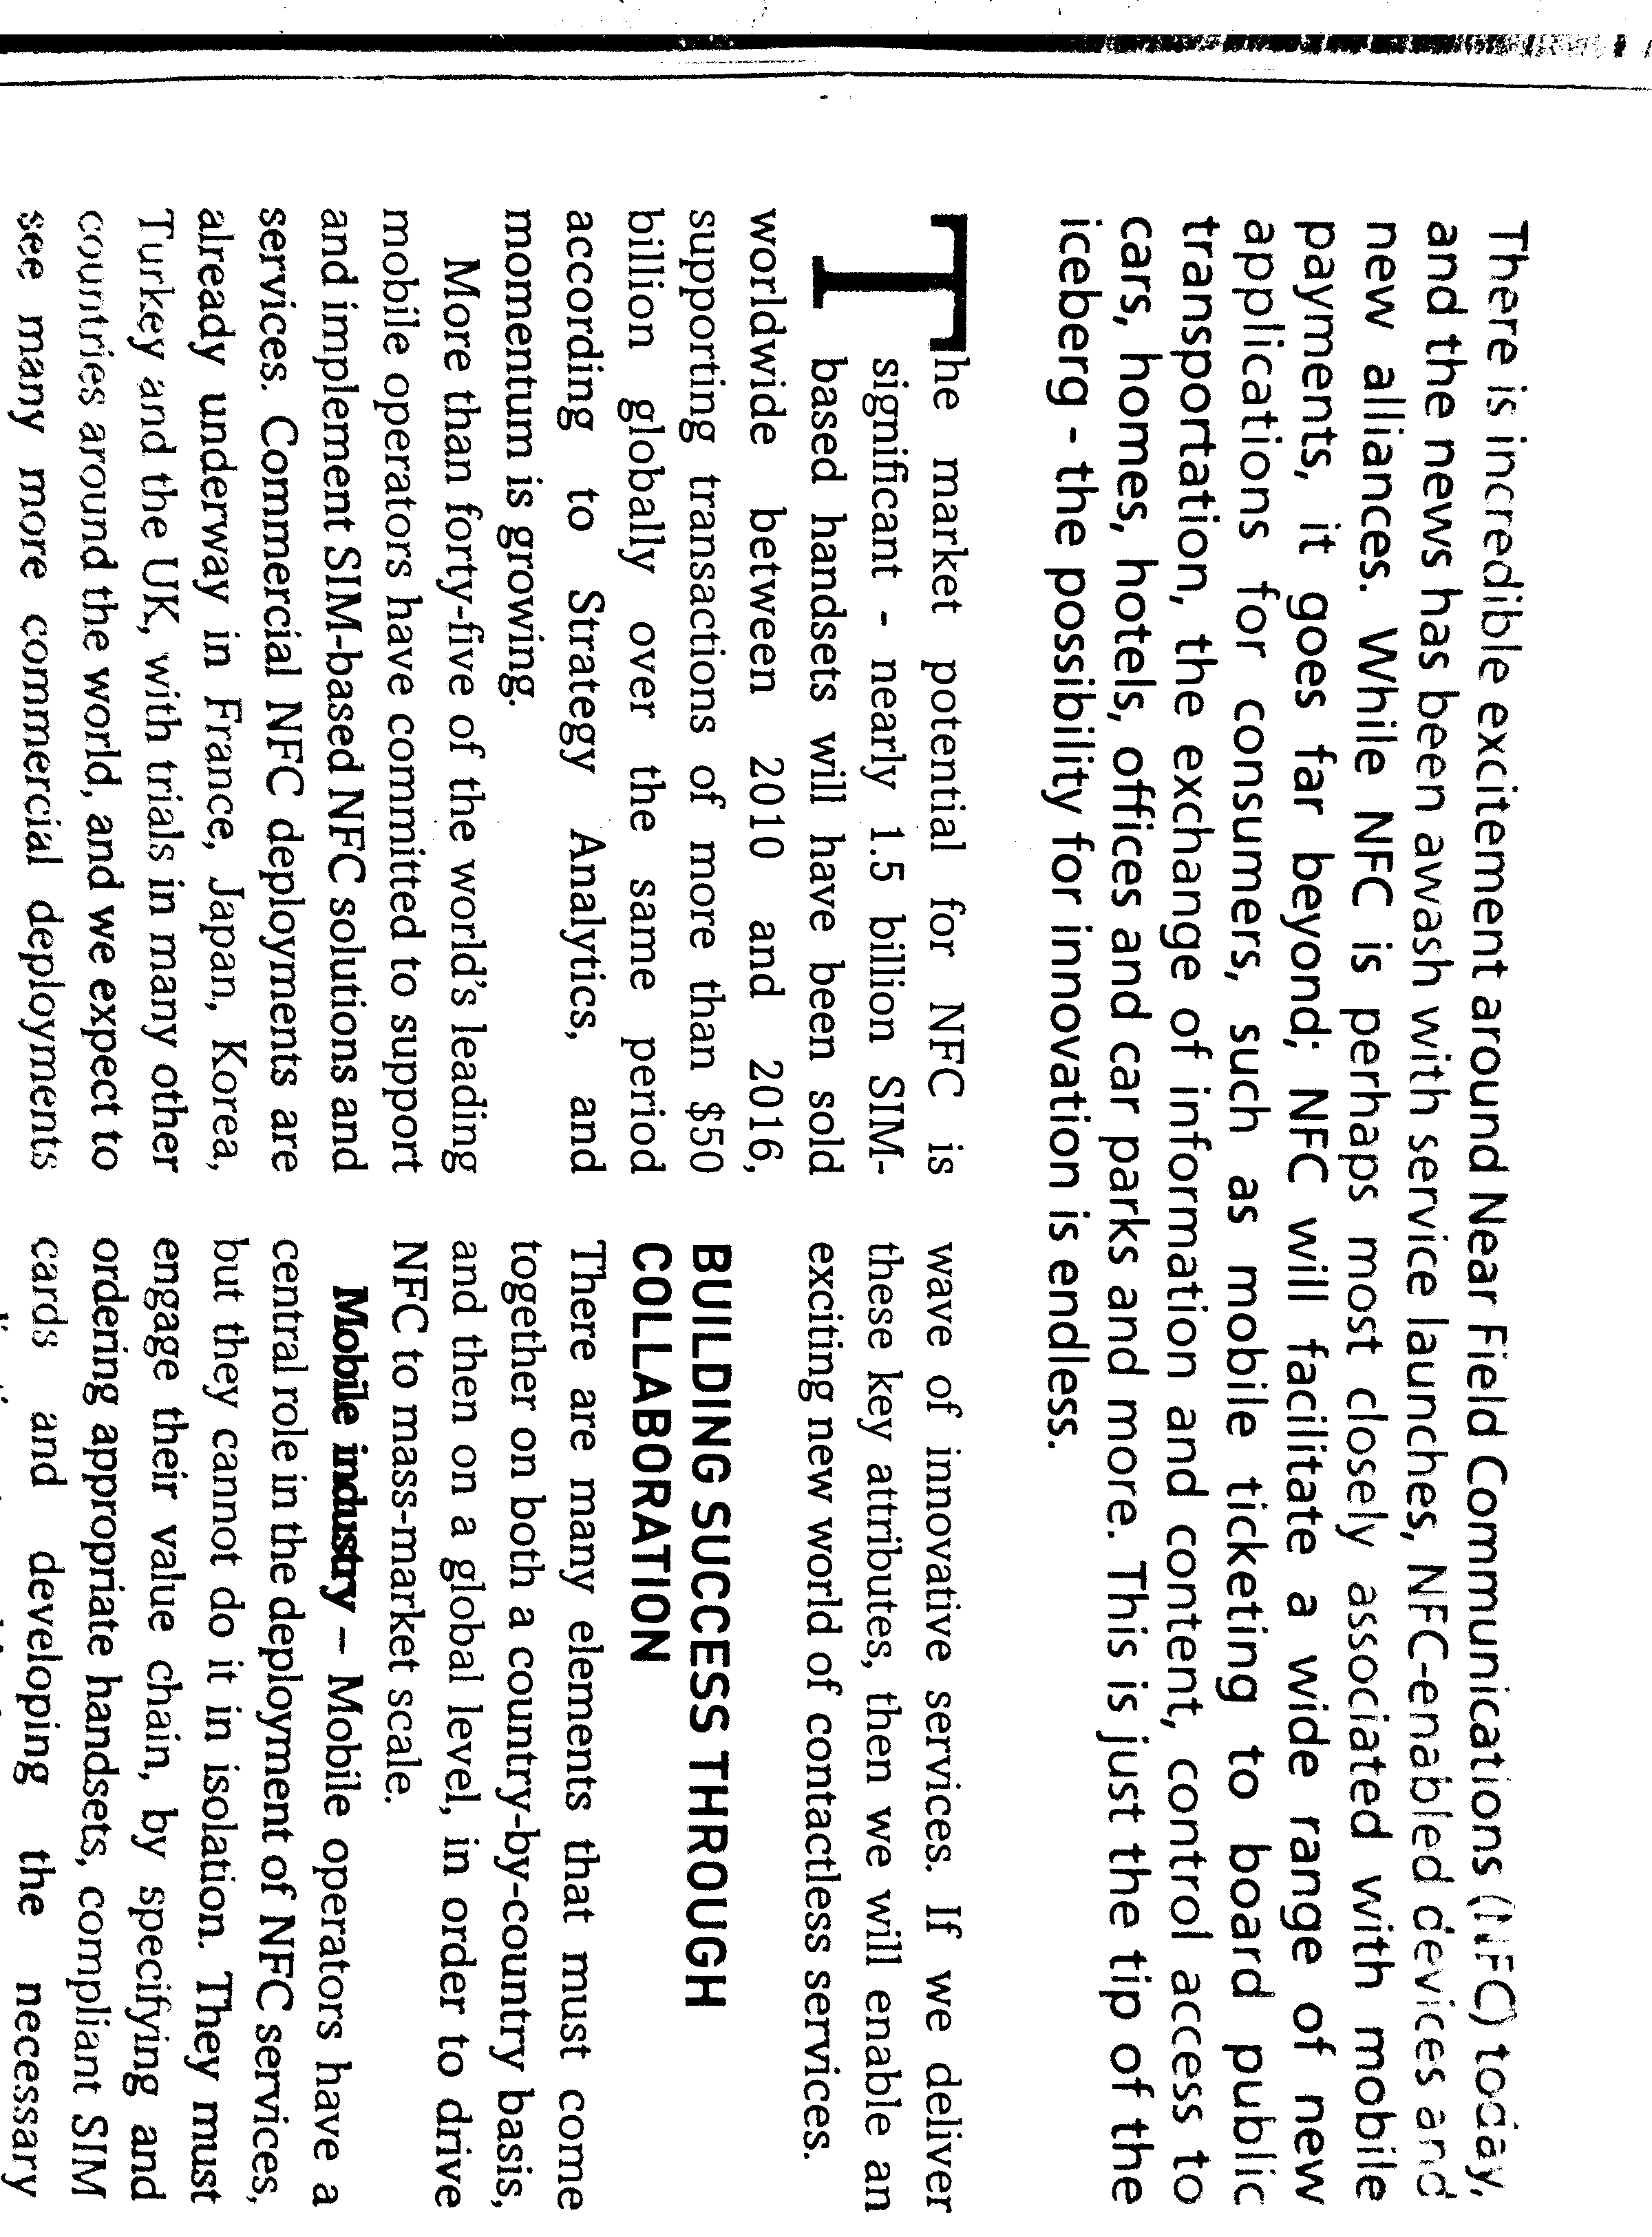 There is incredible excitement around Near Field Communications (NFC) today,
and the news has been awash with service launches, NFC-enabled devices and
new alliances. While NFC is perhaps most closely associated with mobile
payments, it goes far beyond; NFC will facilitate a wide range of new
applications for consumers, such as mobile ticketing to board public
transportation, the exchange of information and content, control access to
cars, homes, hotels, offices and car parks and more. This is just the tip of the
iceberg - the possibility for innovation is endless.
The market potential for NFC is
significant - nearly 1.5 billion SIM-
based handsets will have been sold
worldwide between 2010 and 2016,
supporting transactions of more than $50
billion globally over the same period
according to Strategy Analytics, and
momentum is growing.
More than forty-five of the world's leading
mobile operators have committed to support
and implement SIM-based NFC solutions and
services. Commercial NFC deployments are
already underway in France, Japan, Korea,
Turkey and the UK, with trials in many other
countries around the world, and we expect to
see many more commercial deployments
wave of innovative services. If we deliver
these key attributes, then we will enable an
exciting new world of contactless services.
BUILDING SUCCESS THROUGH
COLLABORATION
There are many elements that must come
together on both a country-by-country basis,
and then on a global level, in order to drive
NFC to mass-market scale.
Mobile industry – Mobile operators have a
central role in the deployment of NFC services,
but they cannot do it in isolation. They must
engage their value chain, by specifying and
ordering appropriate handsets, compliant SIM
cards and developing the necessary